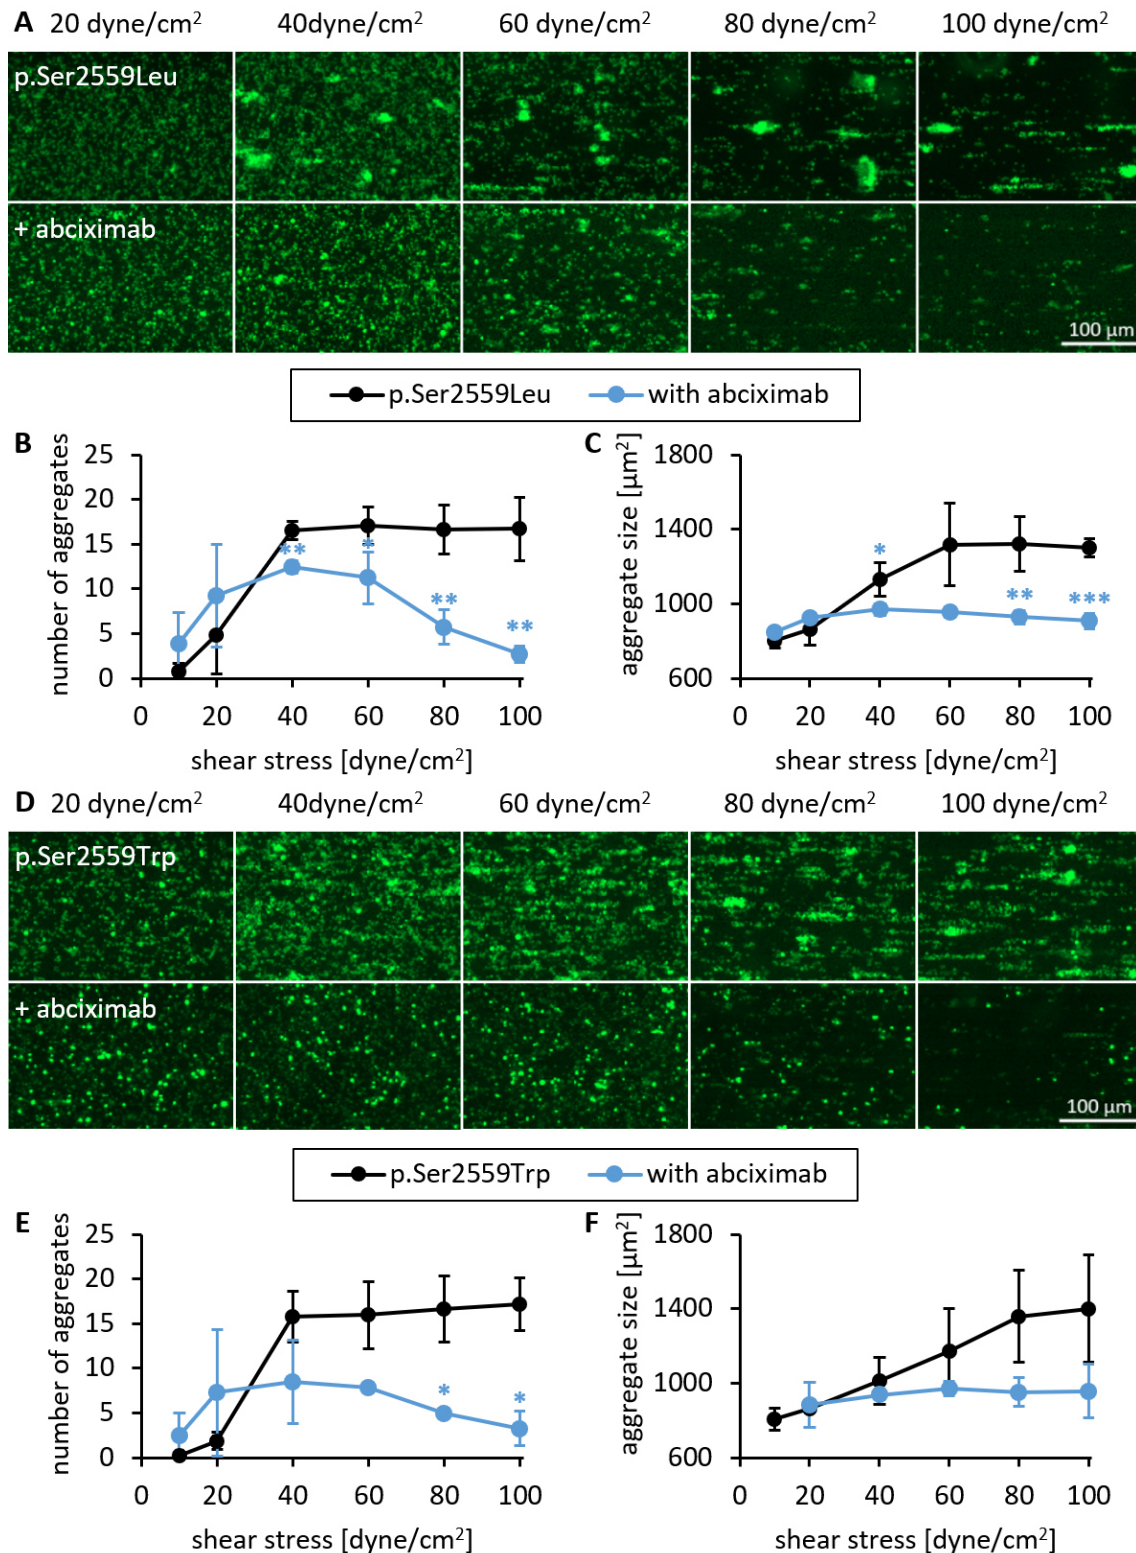 A 20 dyne/cm² 40dyne/cm² 60 dyne/cm² 80 dyne/cm² 100 dyne/cm²
p.Ser2559Leu
+ abciximab
100 µm
p.Ser2559Leu with abciximab
B C
number of aggregates
25
20
15
10
5
0
** * ** **
0 20 40 60 80 100
shear stress [dyne/cm²]
aggregate size [µm²]
1800
1400
1000
600
* ** ***
0 20 40 60 80 100
shear stress [dyne/cm²]
D 20 dyne/cm² 40dyne/cm² 60 dyne/cm² 80 dyne/cm² 100 dyne/cm²
p.Ser2559Trp
+ abciximab
100 µm
p.Ser2559Trp with abciximab
E F
number of aggregates
25
20
15
10
5
0
* *
0 20 40 60 80 100
shear stress [dyne/cm²]
aggregate size [µm²]
1800
1400
1000
600
0 20 40 60 80 100
shear stress [dyne/cm²]